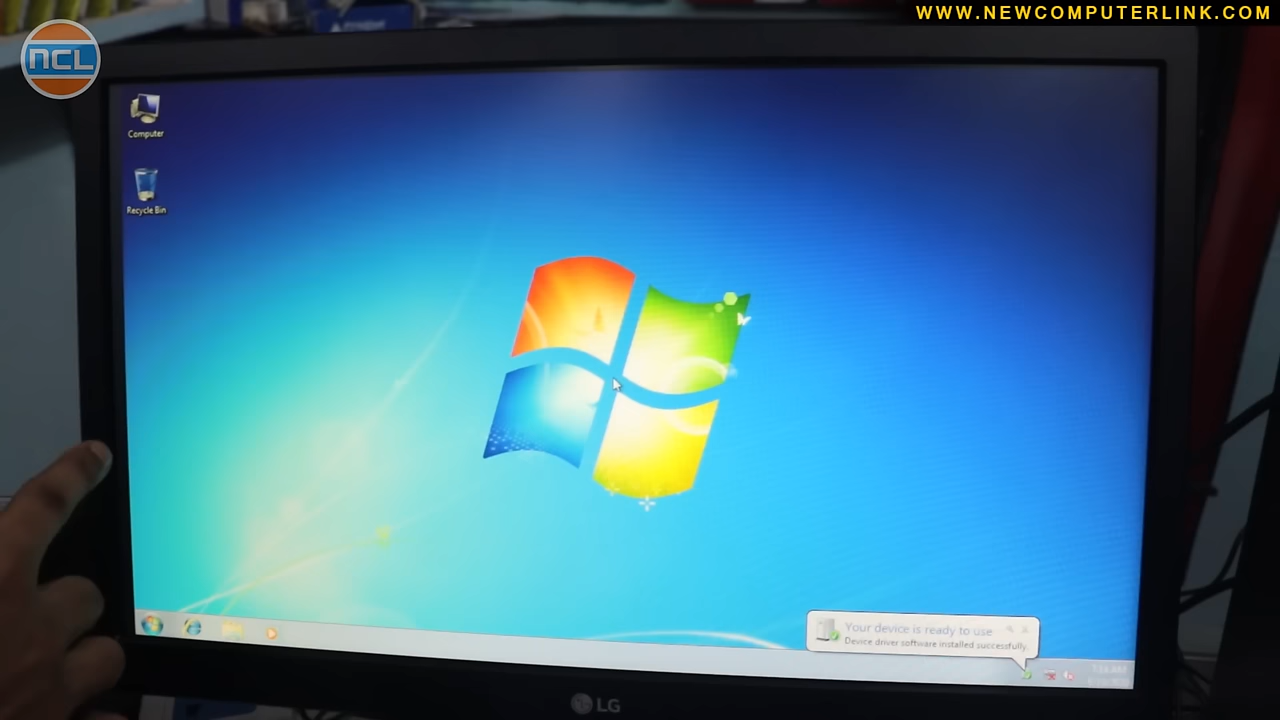 WWW.NEWCOMPUTERLINK.COM
NCL
Computer
Recycle Bin
Your device is ready to use
Device driver software installed successfully.
LG